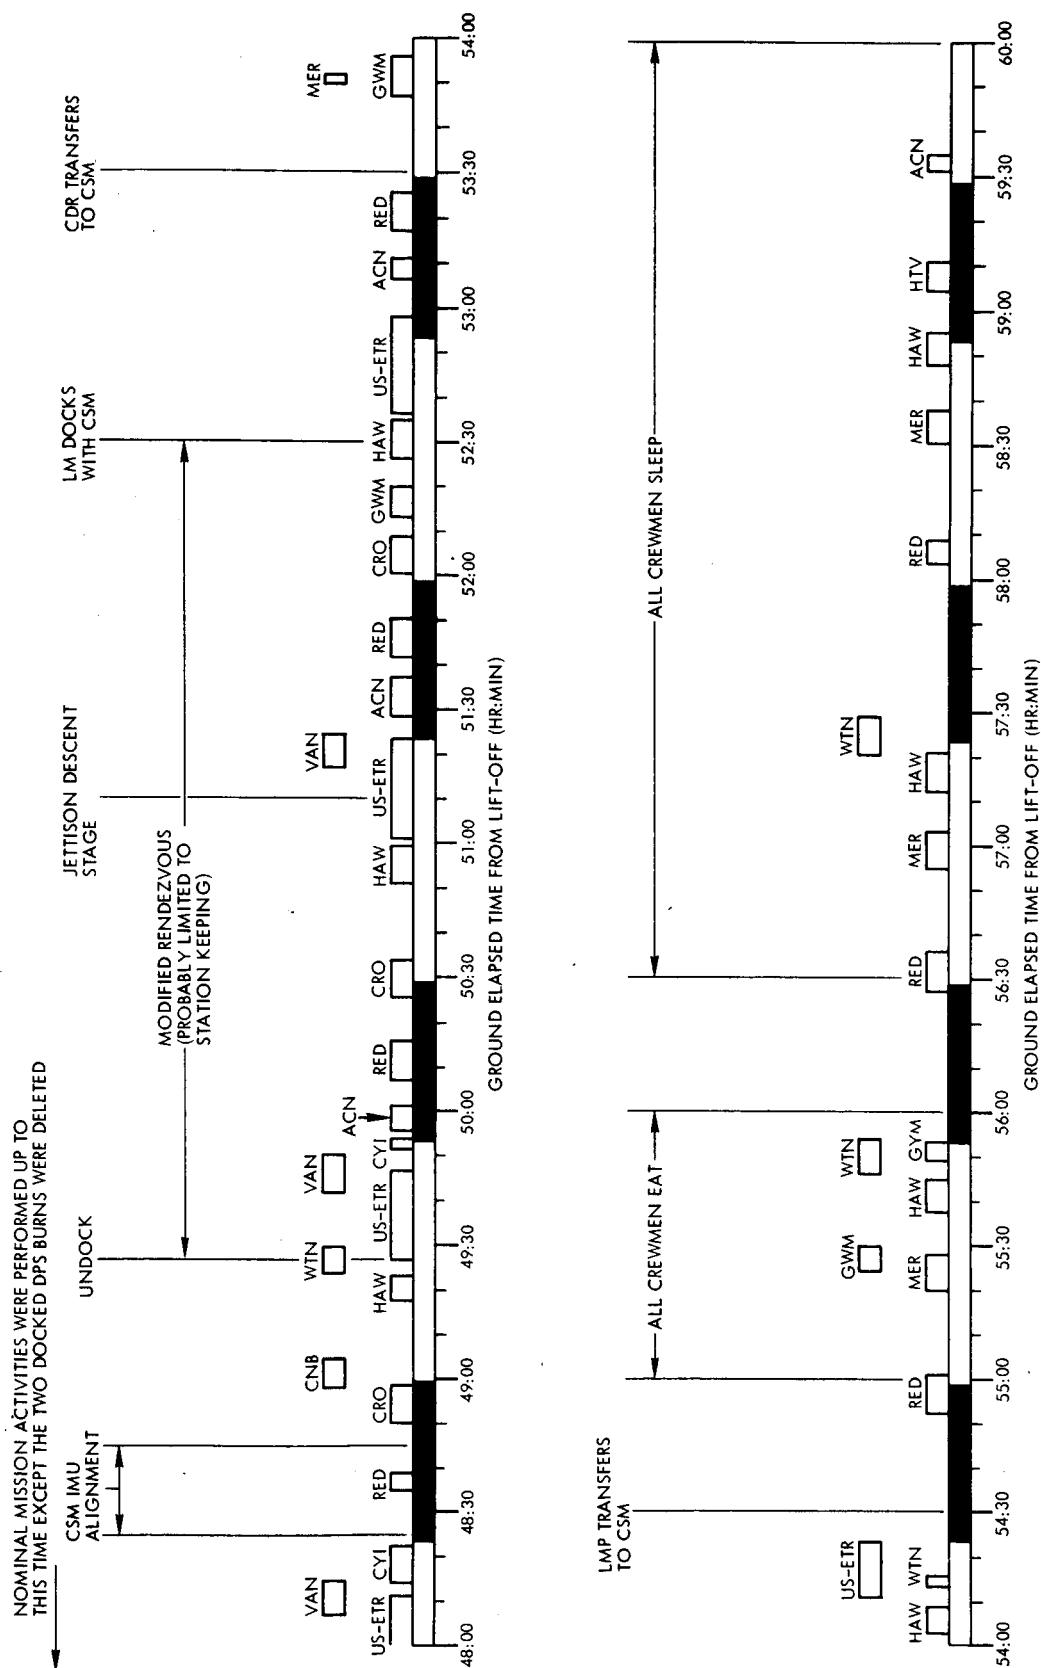 NOMINAL MISSION ACTIVITIES WERE PERFORMED UP TO
THIS TIME EXCEPT THE TWO DOCKED DPS BURNS WERE DELETED
CSM IMU
ALIGNMENT
UNDOCK
MODIFIED RENDEZVOUS
(PROBABLY LIMITED TO
STATION KEEPING)
JETTISON DESCENT
STAGE
LM DOCKS
WITH CSM
CDR TRANSFERS
TO CSM
VAN
CNB
WTN
VAN
ACN
VAN
MER
US-ETR
CYI
RED
CRO
HAW
US-ETR
CYI
RED
CRO
HAW
US-ETR
ACN
RED
CRO
GWM
HAW
US-ETR
ACN
RED
GWM
48:00
48:30
49:00
49:30
50:00
50:30
51:00
51:30
52:00
52:30
53:00
53:30
54:00
GROUND ELAPSED TIME FROM LIFT-OFF (HR:MIN)
LMP TRANSFERS
TO CSM
ALL CREWMEN EAT
ALL CREWMEN SLEEP
US-ETR
GWM
WTN
WTN
HAW
WTN
RED
MER
HAW
GYM
RED
MER
HAW
RED
MER
HAW
HTV
ACN
54:00
54:30
55:00
55:30
56:00
56:30
57:00
57:30
58:00
58:30
59:00
59:30
60:00
GROUND ELAPSED TIME FROM LIFT-OFF (HR:MIN)